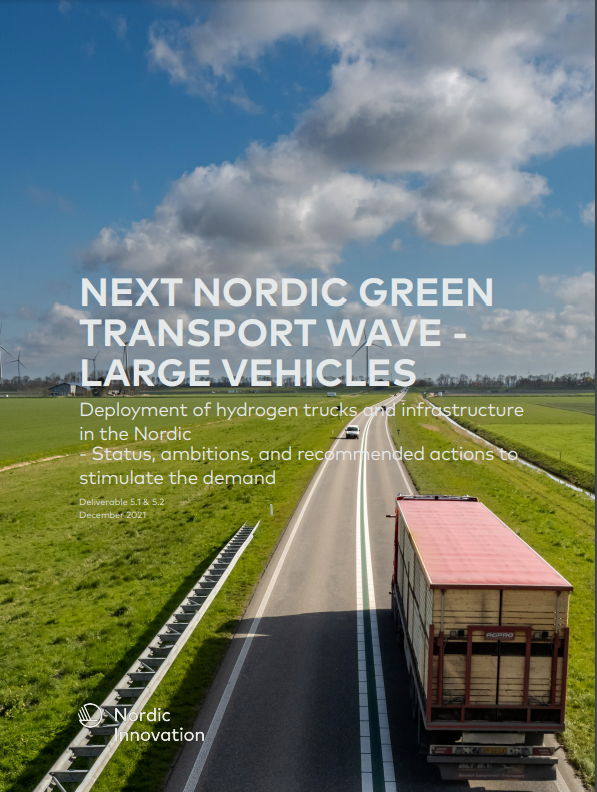 NEXT NORDIC GREEN
TRANSPORT WAVE -
LARGE VEHICLES
Deployment of hydrogen trucks and infrastructure
in the Nordic
- Status, ambitions, and recommended actions to
stimulate the demand
Deliverable 5.1 & 5.2
December 2021
Nordic
Innovation